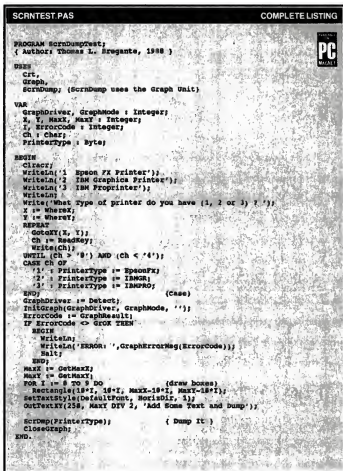 SCRNTEST.PAS
COMPLETE LISTING
PC
MAGNET
PROGRAM ScrnDumpTest;
{ Author: Thomas L. Bregante, 1988 }
USES
Crt,
Graph,
ScrnDump; {ScrnDump uses the Graph Unit}
VAR
GraphDriver, GraphMode : Integer;
X, Y, MaxX, MaxY : Integer;
I, ErrorCode : Integer;
Ch : Char;
PrinterType : Byte;
BEGIN
Clrscr;
WriteLn('1 Epson FX Printer');
WriteLn('2 IBM Graphics Printer');
WriteLn('3 IBM Proprinter');
WriteLn;
Write('What Type of printer do you have (1, 2 or 3) ? ');
X := WhereX;
Y := WhereY;
REPEAT
GotoXY(X, Y);
Ch := ReadKey;
Write(Ch);
UNTIL (ch > '0') AND (Ch < '4');
CASE Ch OF
'1' : PrinterType := EpsonFX;
'2' : PrinterType := IBMGR;
'3' : PrinterType := IBMPRO;
END; {Case}
GraphDriver := Detect;
InitGraph(GraphDriver, GraphMode, '');
ErrorCode := GraphResult;
IF ErrorCode <> GrOK THEN
BEGIN
WriteLn;
WriteLn('ERROR: ',GraphErrorMsg(ErrorCode));
Halt;
END;
MaxX := GetMaxX;
MaxY := GetMaxY;
FOR I := 0 TO 9 DO {draw boxes}
Rectangle(10*I, 10*I, MaxX-10*I, MaxY-10*I);
SetTextStyle(DefaultFont, HorizDir, 1);
OutTextXY(250, MaxY DIV 2, 'Add Some Text and Dump');
ScrDmp(PrinterType); { Dump It }
CloseGraph;
END.